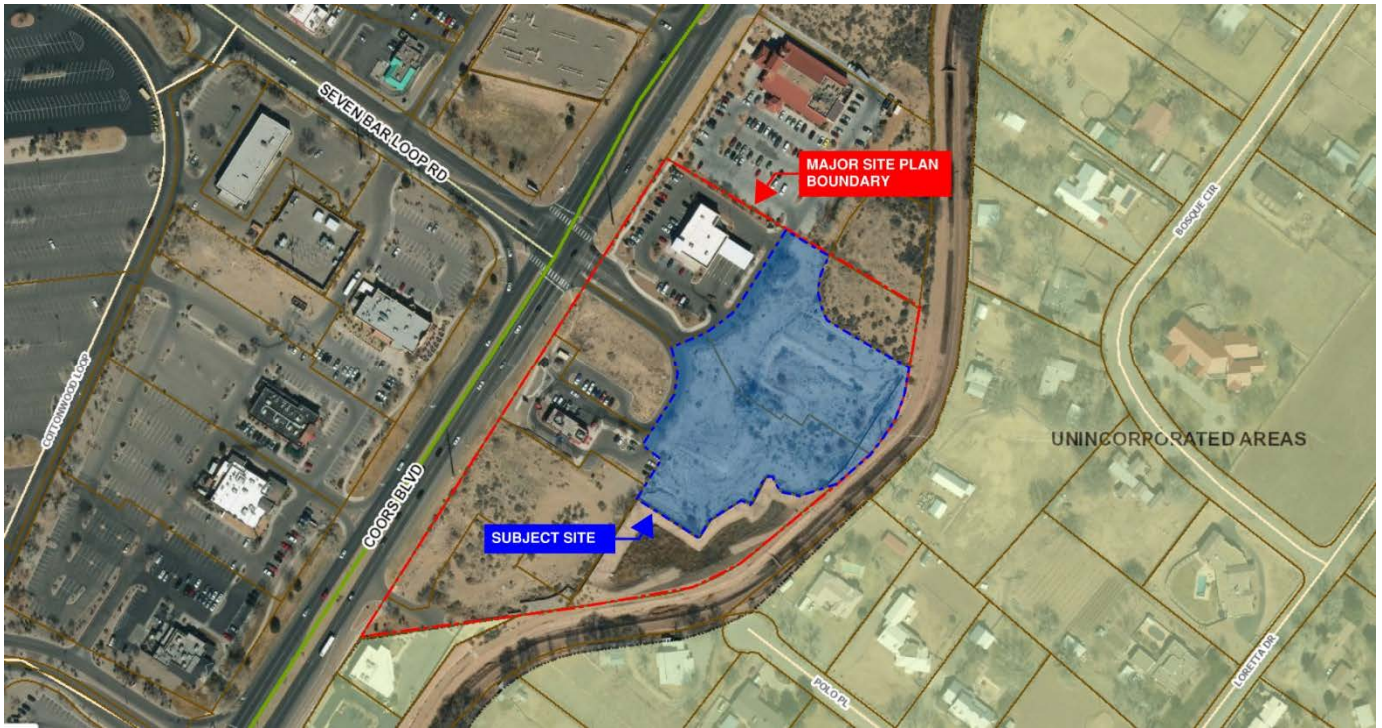 SEVEN BAR LOOP RD
MAJOR SITE PLAN
BOUNDARY
BOSQUE CIR
COTTONWOOD LOOP
UNINCORPORATED AREAS
COORS BLVD
SUBJECT SITE
LORETTA DR
POLO PL